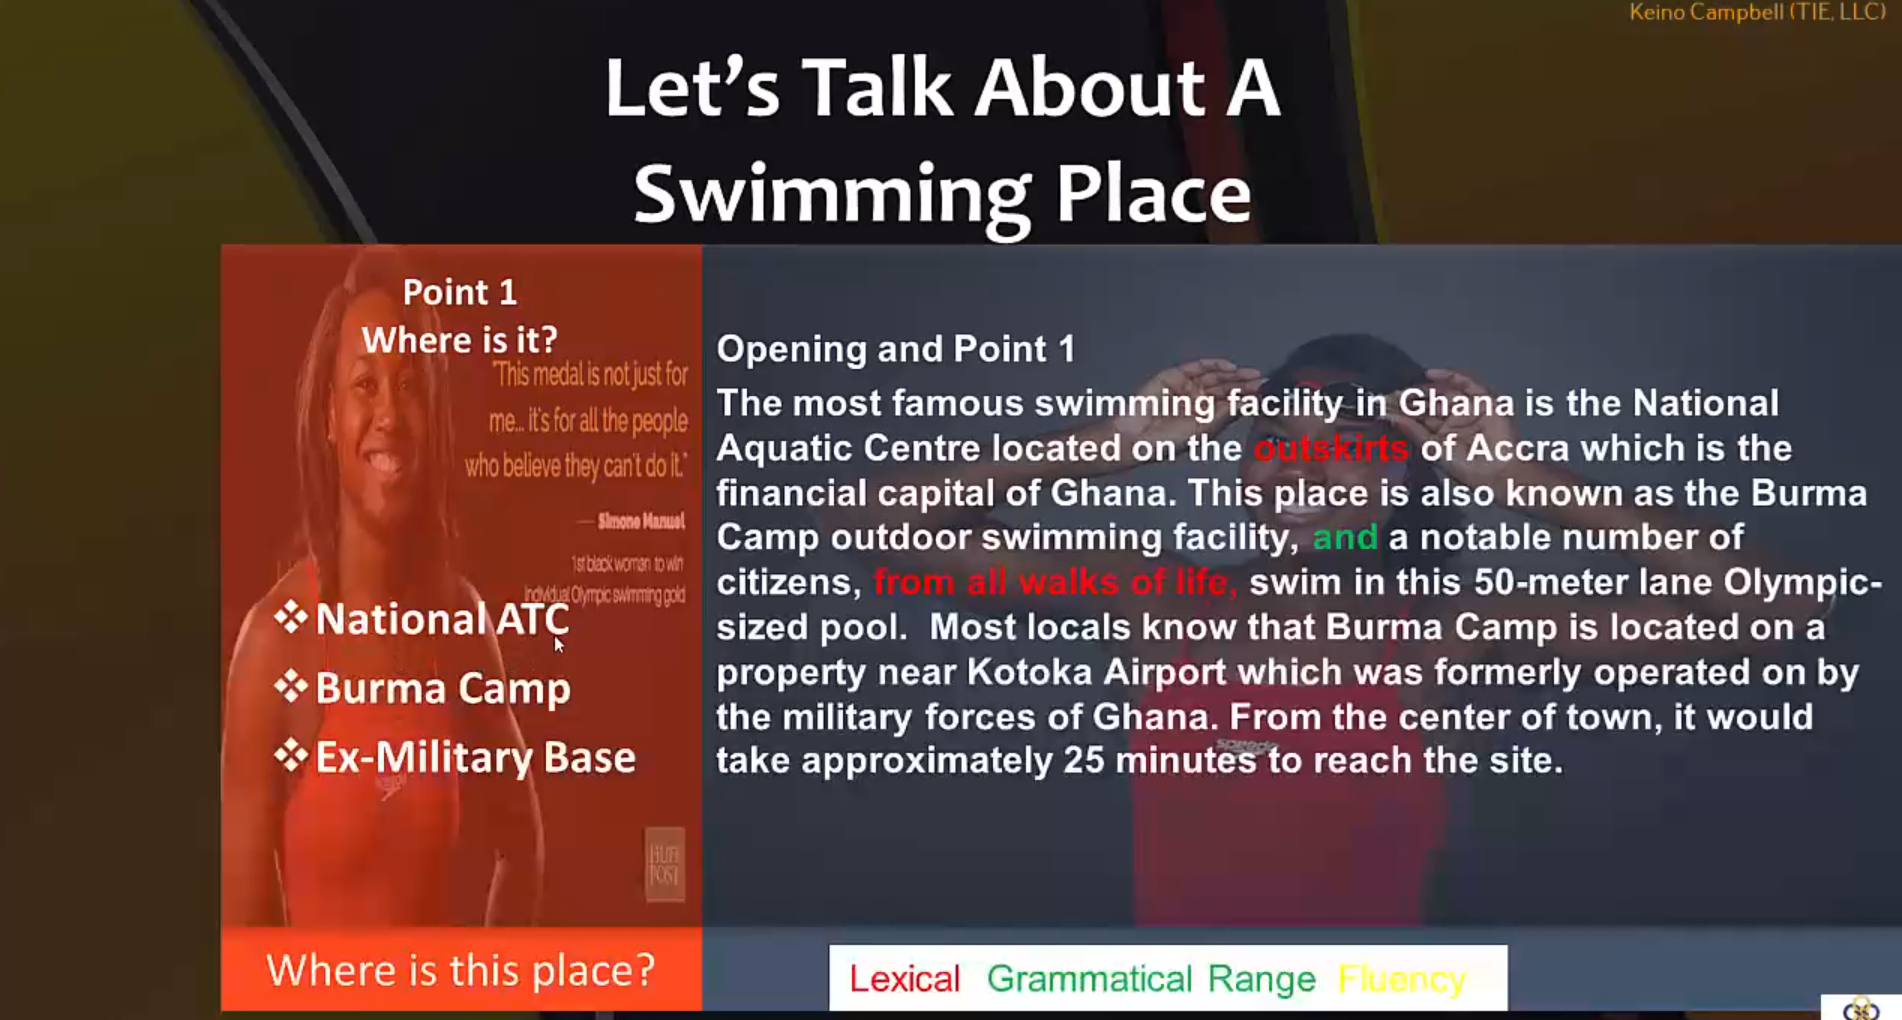 Keino Campbell (TIE, LLC)
Let's Talk About A
Swimming Place
Point 1
Where is it?
"This medal is not just for
me... it's for all the people
who believe they can't do it."
— Simone Manuel
1st black woman to win
individual Olympic swimming gold
❖ National ATC
❖ Burma Camp
❖ Ex-Military Base
speedo
HUFF
POST
Where is this place?
Opening and Point 1
The most famous swimming facility in Ghana is the National
Aquatic Centre located on the outskirts of Accra which is the
financial capital of Ghana. This place is also known as the Burma
Camp outdoor swimming facility, and a notable number of
citizens, from all walks of life, swim in this 50-meter lane Olympic-
sized pool.  Most locals know that Burma Camp is located on a
property near Kotoka Airport which was formerly operated on by
the military forces of Ghana. From the center of town, it would
take approximately 25 minutes to reach the site.
speedo
Lexical Grammatical Range Fluency